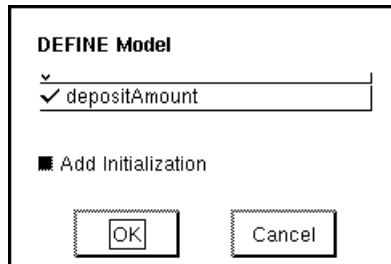 DEFINE Model
depositAmount
Add Initialization
OK
Cancel